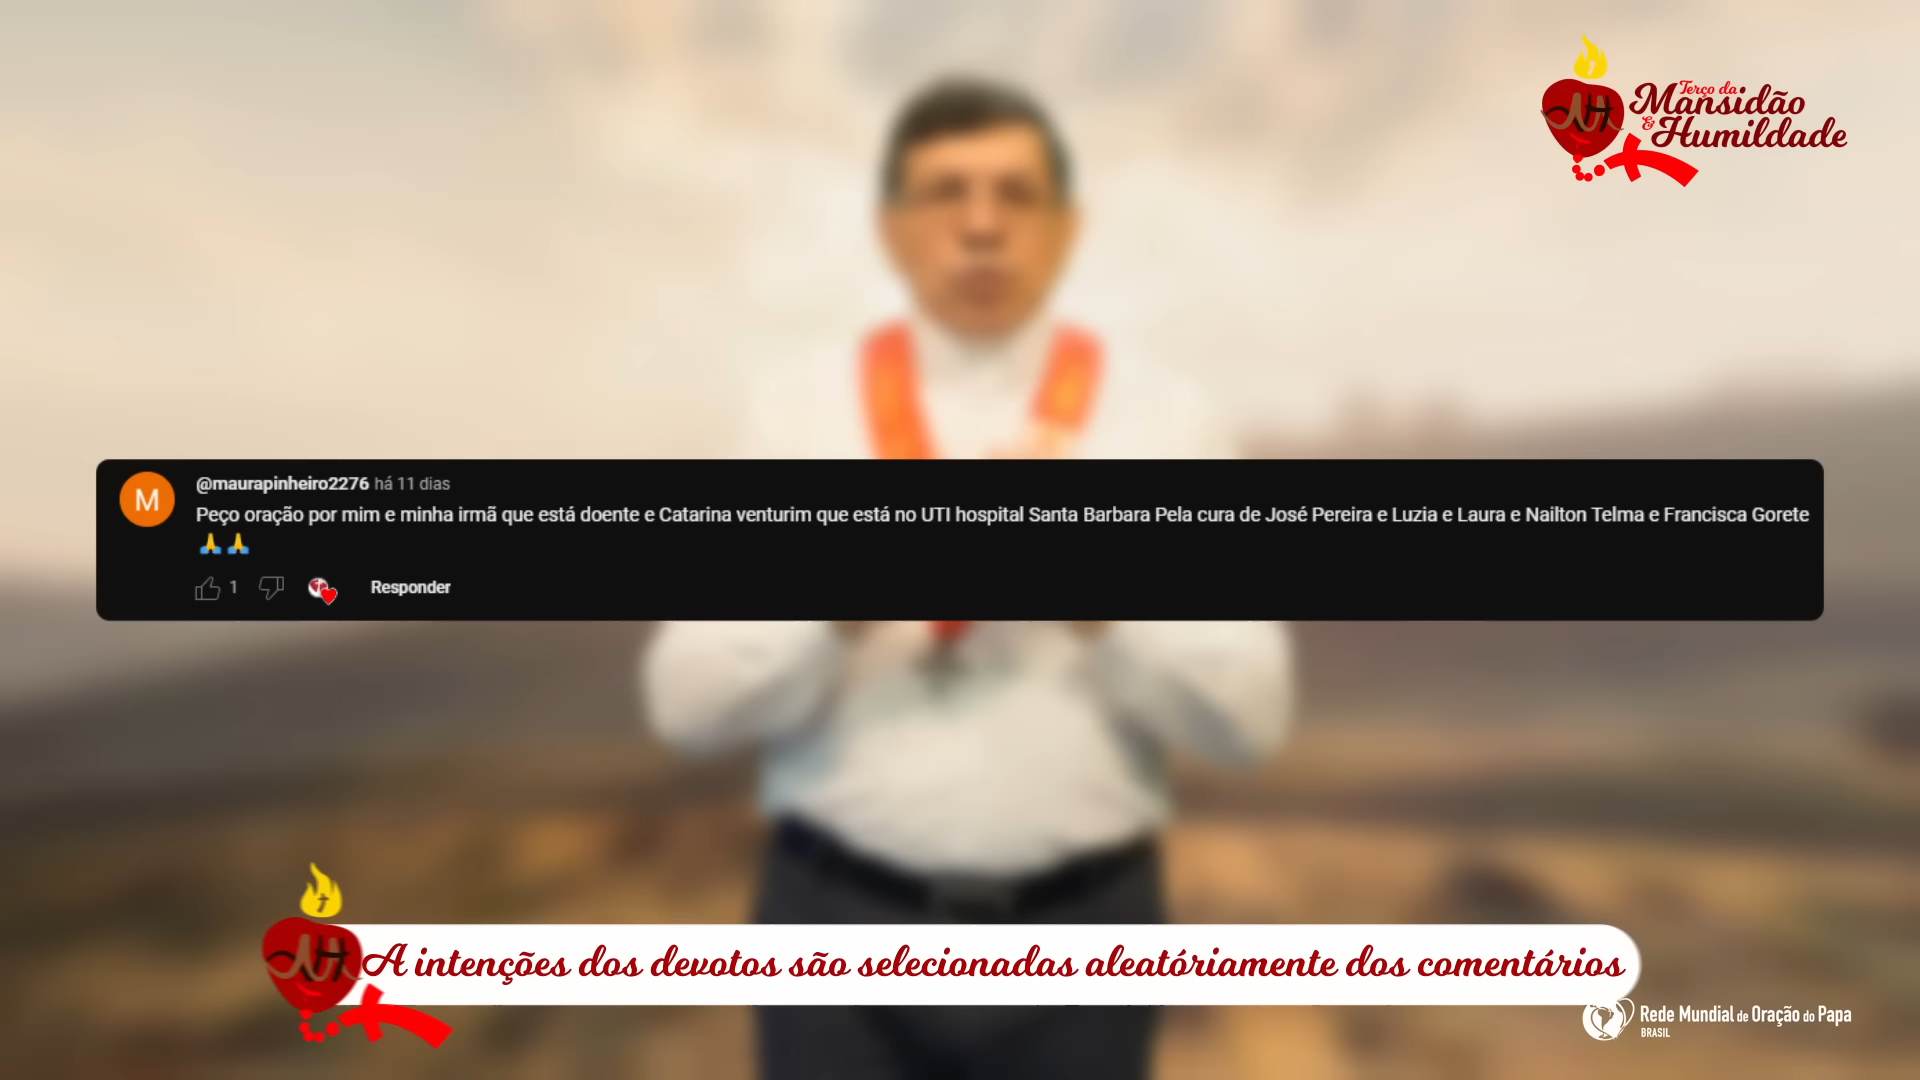 Terço da
Mansidão
& Humildade
M
@maurapinheiro2276 há 11 dias
Peço oração por mim e minha irmã que está doente e Catarina venturim que está no UTI hospital Santa Barbara Pela cura de José Pereira e Luzia e Laura e Nailton Telma e Francisca Gorete
🙏🙏
1 Responder
A intenções dos devotos são selecionadas aleatóriamente dos comentários
Rede Mundial de Oração do Papa
BRASIL